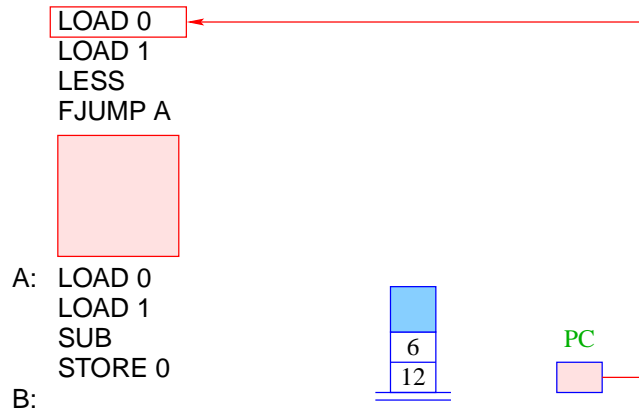 LOAD 0
LOAD 1
LESS
FJUMP A
A: LOAD 0
LOAD 1
SUB
STORE 0
B:
6
12
PC